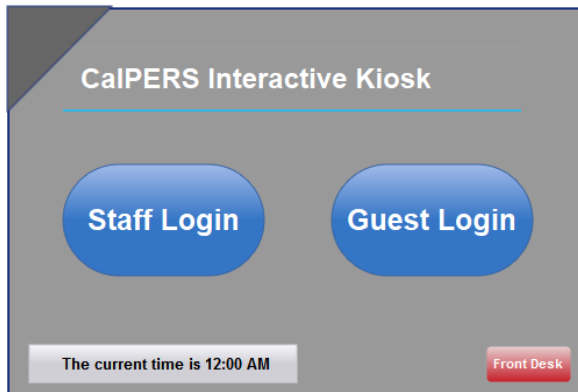 CalPERS Interactive Kiosk
Staff Login
Guest Login
The current time is 12:00 AM
Front Desk